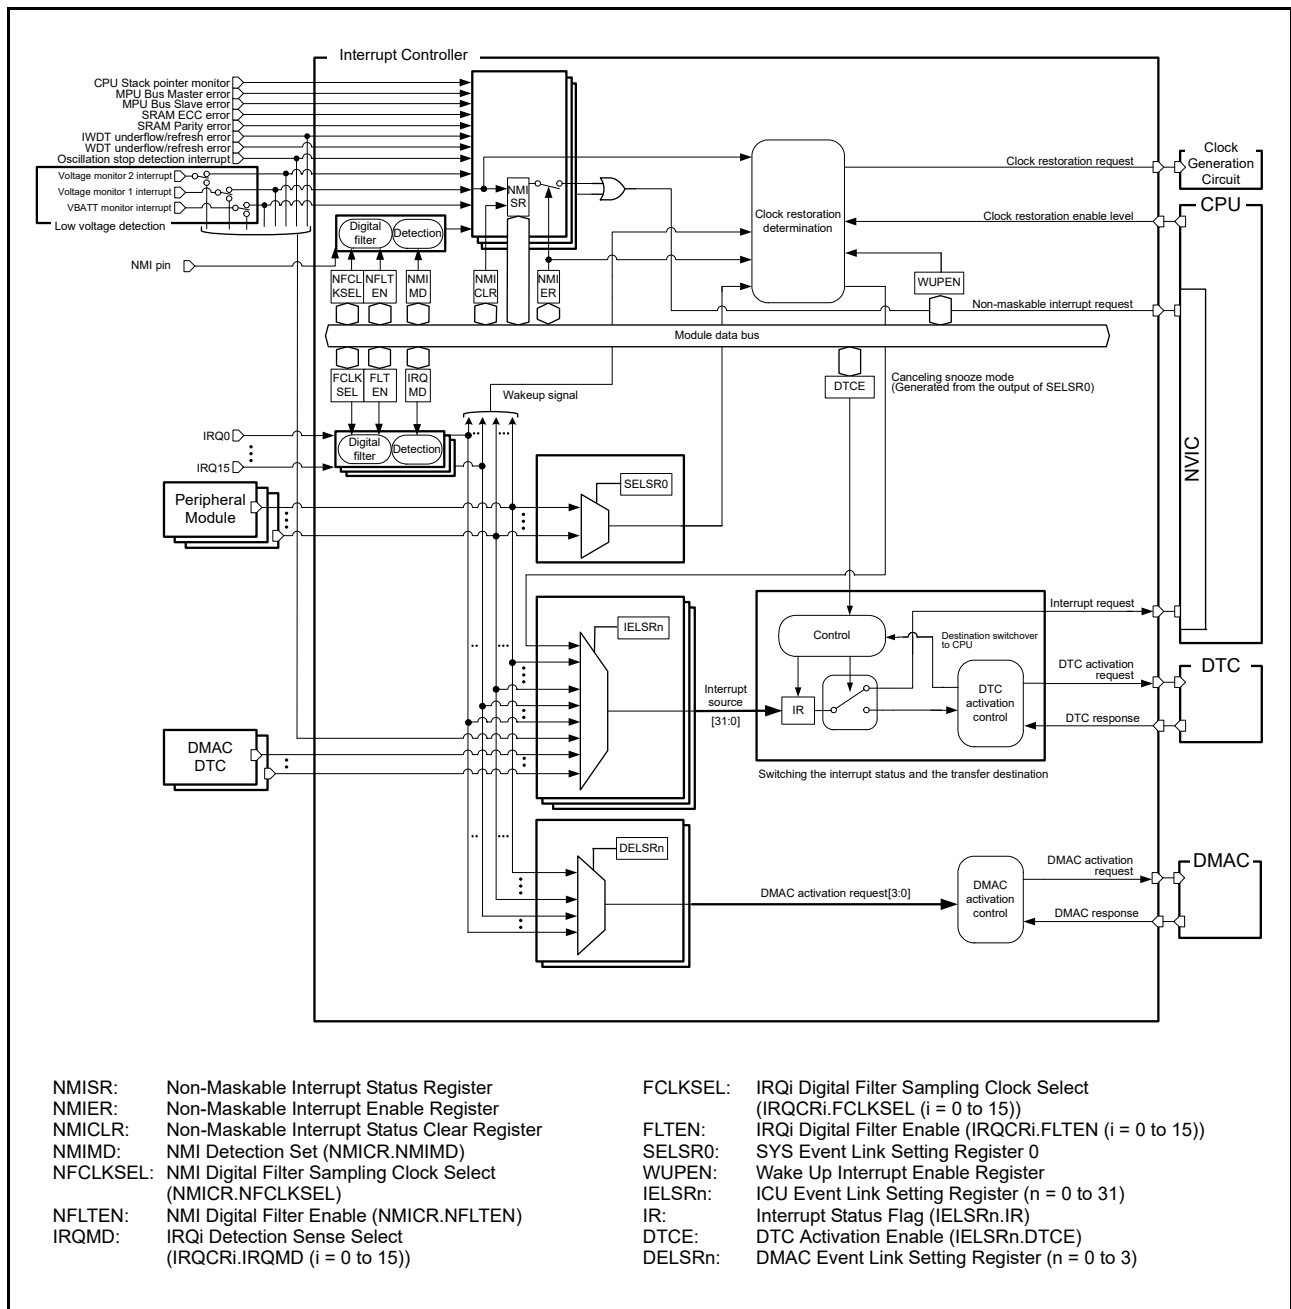 Interrupt Controller
CPU Stack pointer monitor
MPU Bus Master error
MPU Bus Slave error
SRAM ECC error
SRAM Parity error
IWDT underflow/refresh error
WDT underflow/refresh error
Oscillation stop detection interrupt
Voltage monitor 2 interrupt
Voltage monitor 1 interrupt
VBATT monitor interrupt
Low voltage detection
NMI pin
Digital
filter
Detection
NMI
SR
NFCL
KSEL
NFLT
EN
NMI
MD
NMI
CLR
NMI
ER
Clock restoration
determination
WUPEN
Clock restoration request
Clock restoration enable level
Non-maskable interrupt request
Clock
Generation
Circuit
CPU
NVIC
Module data bus
FCLK
SEL
FLT
EN
IRQ
MD
Wakeup signal
DTCE
Canceling snooze mode
(Generated from the output of SELSR0)
IRQ0
IRQ15
Digital
filter
Detection
Peripheral
Module
SELSR0
IELSRn
Interrupt
source
[31:0]
Control
IR
Destination switchover
to CPU
DTC
activation
control
Interrupt request
DTC activation
request
DTC response
DTC
Switching the interrupt status and the transfer destination
DMAC
DTC
DELSRn
DMAC activation request[3:0]
DMAC
activation
control
DMAC activation
request
DMAC response
DMAC
NMISR: Non-Maskable Interrupt Status Register
NMIER: Non-Maskable Interrupt Enable Register
NMICLR: Non-Maskable Interrupt Status Clear Register
NMIMD: NMI Detection Set (NMICR.NMIMD)
NFCLKSEL: NMI Digital Filter Sampling Clock Select
(NMICR.NFCLKSEL)
NFLTEN: NMI Digital Filter Enable (NMICR.NFLTEN)
IRQMD: IRQi Detection Sense Select
(IRQCRi.IRQMD (i = 0 to 15))
FCLKSEL: IRQi Digital Filter Sampling Clock Select
(IRQCRi.FCLKSEL (i = 0 to 15))
FLTEN: IRQi Digital Filter Enable (IRQCRi.FLTEN (i = 0 to 15))
SELSR0: SYS Event Link Setting Register 0
WUPEN: Wake Up Interrupt Enable Register
IELSRn: ICU Event Link Setting Register (n = 0 to 31)
IR: Interrupt Status Flag (IELSRn.IR)
DTCE: DTC Activation Enable (IELSRn.DTCE)
DELSRn: DMAC Event Link Setting Register (n = 0 to 3)